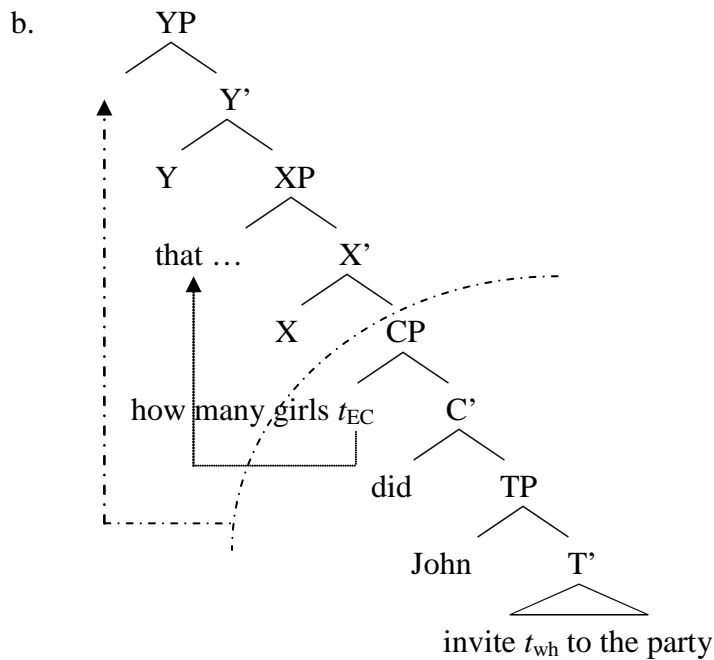 b.
YP
Y’
Y XP
that … X’
X CP
how many girls tEC C’
did TP
John T’
invite twh to the party